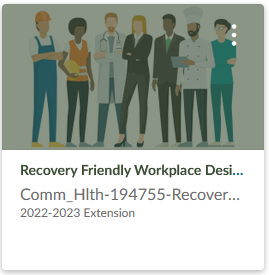 Recovery Friendly Workplace Desi...
Comm_Hlth-194755-Recover...
2022-2023 Extension